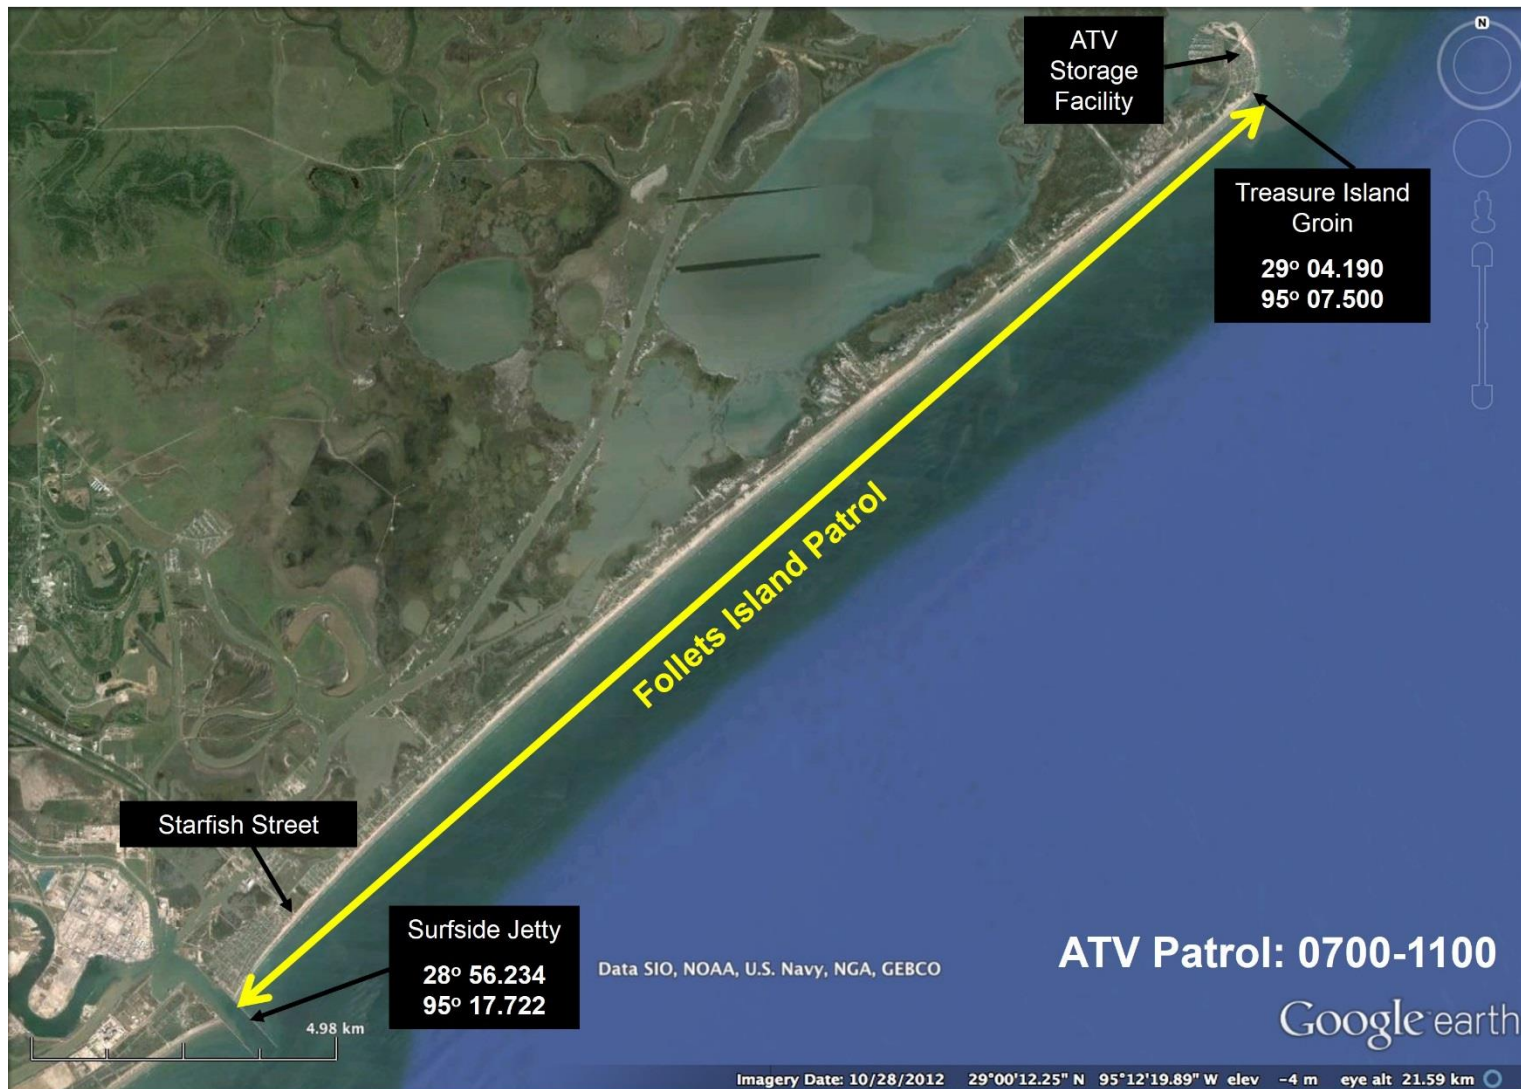 N
ATV
Storage
Facility
Treasure Island
Groin
29º 04.190
95º 07.500
Follets Island Patrol
Starfish Street
Surfside Jetty
28º 56.234
95º 17.722
4.98 km
Data SIO, NOAA, U.S. Navy, NGA, GEBCO
ATV Patrol: 0700-1100
Google earth
Imagery Date: 10/28/2012 29°00'12.25" N 95°12'19.89" W elev -4 m eye alt 21.59 km